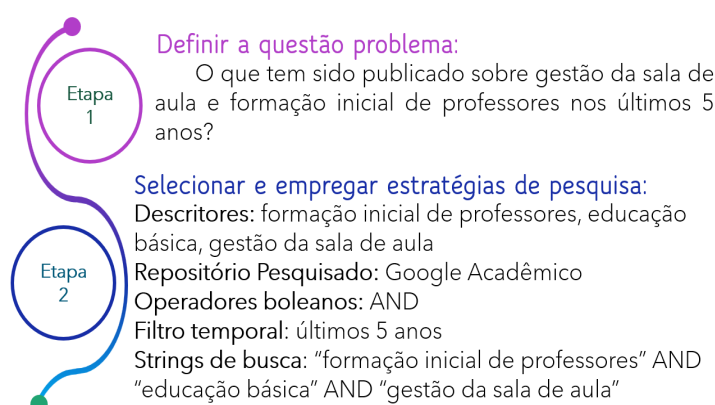 Etapa
1
Definir a questão problema:
O que tem sido publicado sobre gestão da sala de
aula e formação inicial de professores nos últimos 5
anos?
Etapa
2
Selecionar e empregar estratégias de pesquisa:
Descritores: formação inicial de professores, educação
básica, gestão da sala de aula
Repositório Pesquisado: Google Acadêmico
Operadores boleanos: AND
Filtro temporal: últimos 5 anos
Strings de busca: “formação inicial de professores” AND
“educação básica” AND “gestão da sala de aula”